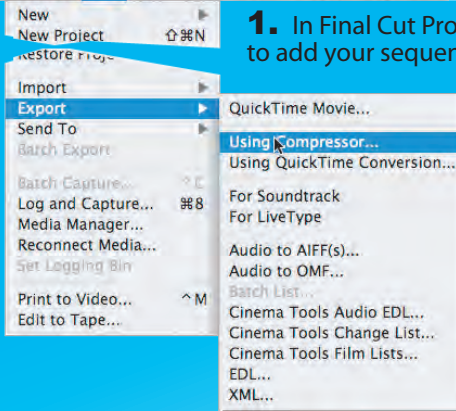 1. In Final Cut Pro
to add your sequen
New
New Project ⇧⌘N
Restore Proje
Import
Export
Send To
Batch Export
Batch Capture... ^C
Log and Capture... ⌘8
Media Manager...
Reconnect Media...
Set Logging Bin
Print to Video... ^M
Edit to Tape...
QuickTime Movie...
Using Compressor...
Using QuickTime Conversion...
For Soundtrack
For LiveType
Audio to AIFF(s)...
Audio to OMF...
Batch List...
Cinema Tools Audio EDL...
Cinema Tools Change List...
Cinema Tools Film Lists...
EDL...
XML...